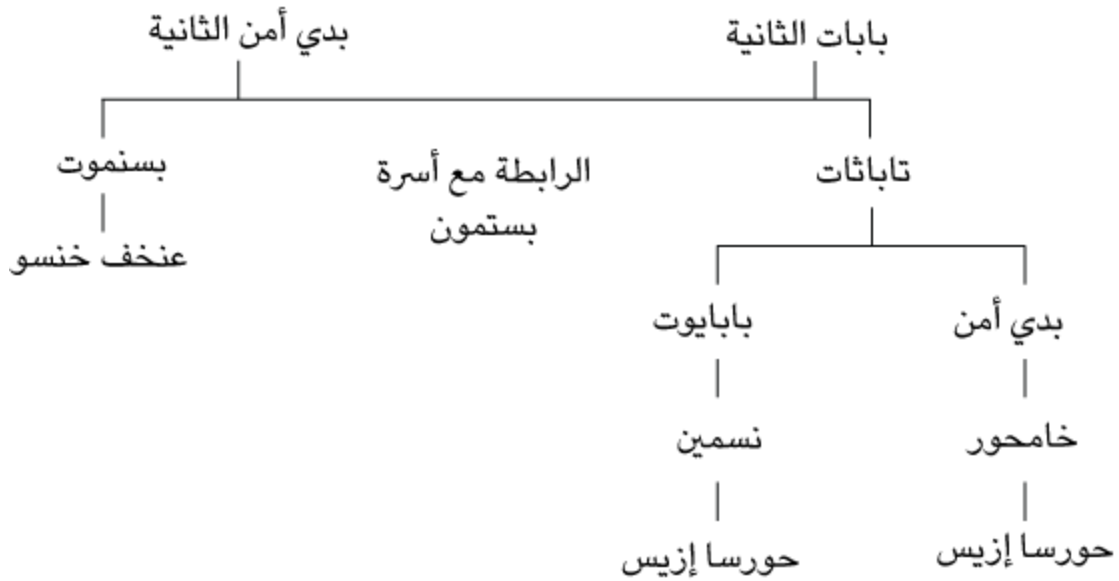 بابات الثانية
بدي أمن الثانية
تاباثات
الرابطة مع أسرة
بستمون
بسنموت
عنخف خنسو
بدي أمن
بابايوت
خامحور
نسمين
حورسا إزيس
حورسا إزيس